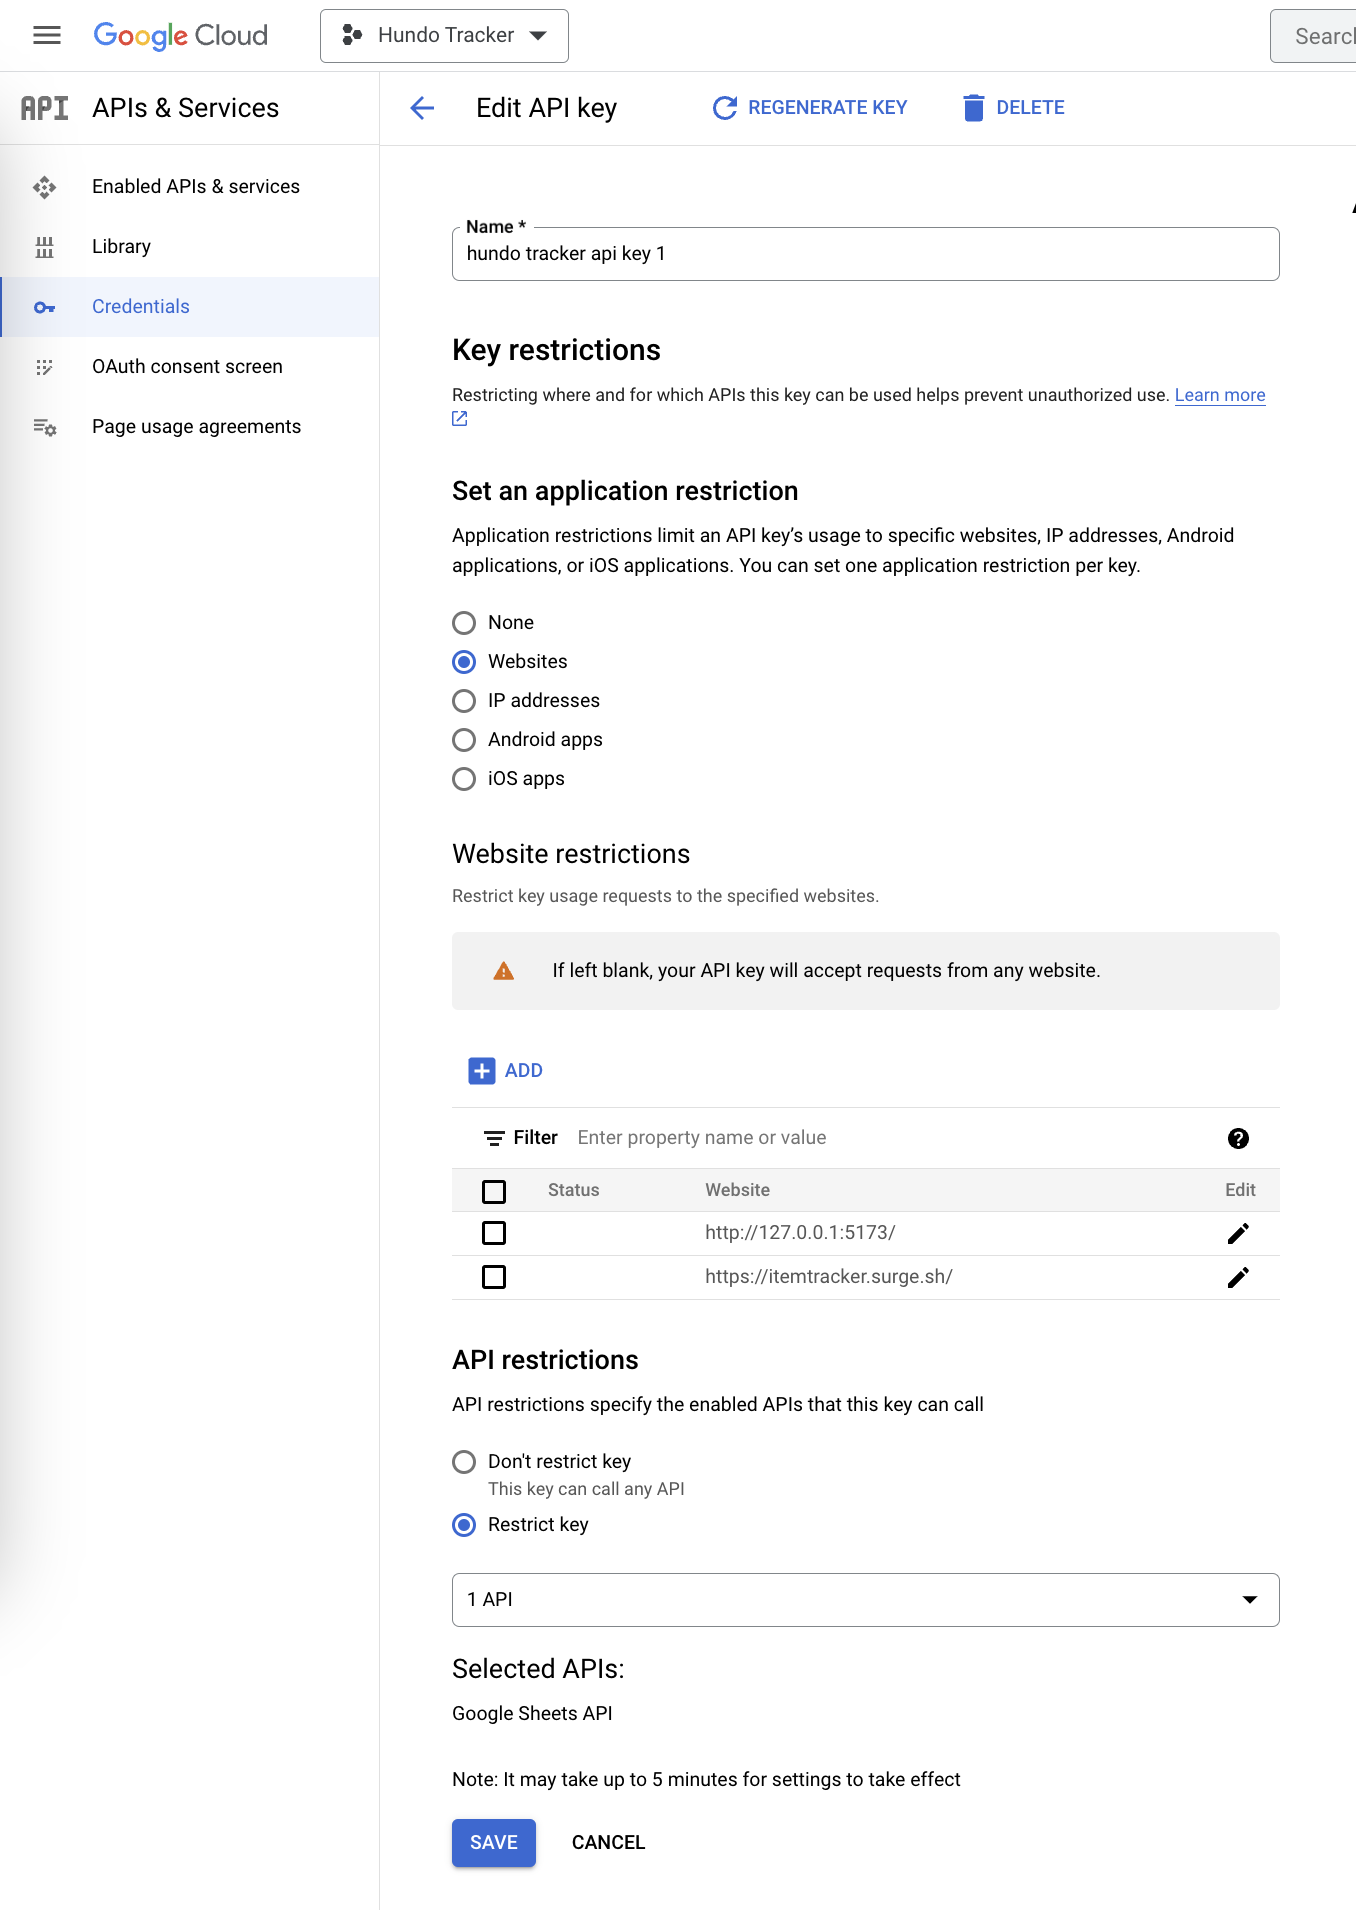 Google Cloud
Hundo Tracker
Search
API
APIs & Services
Edit API key
REGENERATE KEY
DELETE
Enabled APIs & services
Library
Credentials
OAuth consent screen
Page usage agreements
Name *
hundo tracker api key 1
Key restrictions
Restricting where and for which APIs this key can be used helps prevent unauthorized use. Learn more
Set an application restriction
Application restrictions limit an API key’s usage to specific websites, IP addresses, Android
applications, or iOS applications. You can set one application restriction per key.
None
Websites
IP addresses
Android apps
iOS apps
Website restrictions
Restrict key usage requests to the specified websites.
If left blank, your API key will accept requests from any website.
ADD
Filter Enter property name or value
Status Website Edit
http://127.0.0.1:5173/
https://itemtracker.surge.sh/
API restrictions
API restrictions specify the enabled APIs that this key can call
Don't restrict key
This key can call any API
Restrict key
1 API
Selected APIs:
Google Sheets API
Note: It may take up to 5 minutes for settings to take effect
SAVE
CANCEL